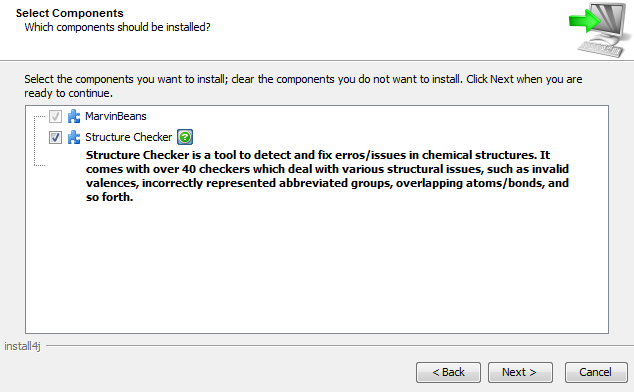 Select Components
Which components should be installed?
Select the components you want to install; clear the components you do not want to install. Click Next when you are
ready to continue.
MarvinBeans
Structure Checker
Structure Checker is a tool to detect and fix erros/issues in chemical structures. It
comes with over 40 checkers which deal with various structural issues, such as invalid
valences, incorrectly represented abbreviated groups, overlapping atoms/bonds, and
so forth.
install4j
< Back Next > Cancel